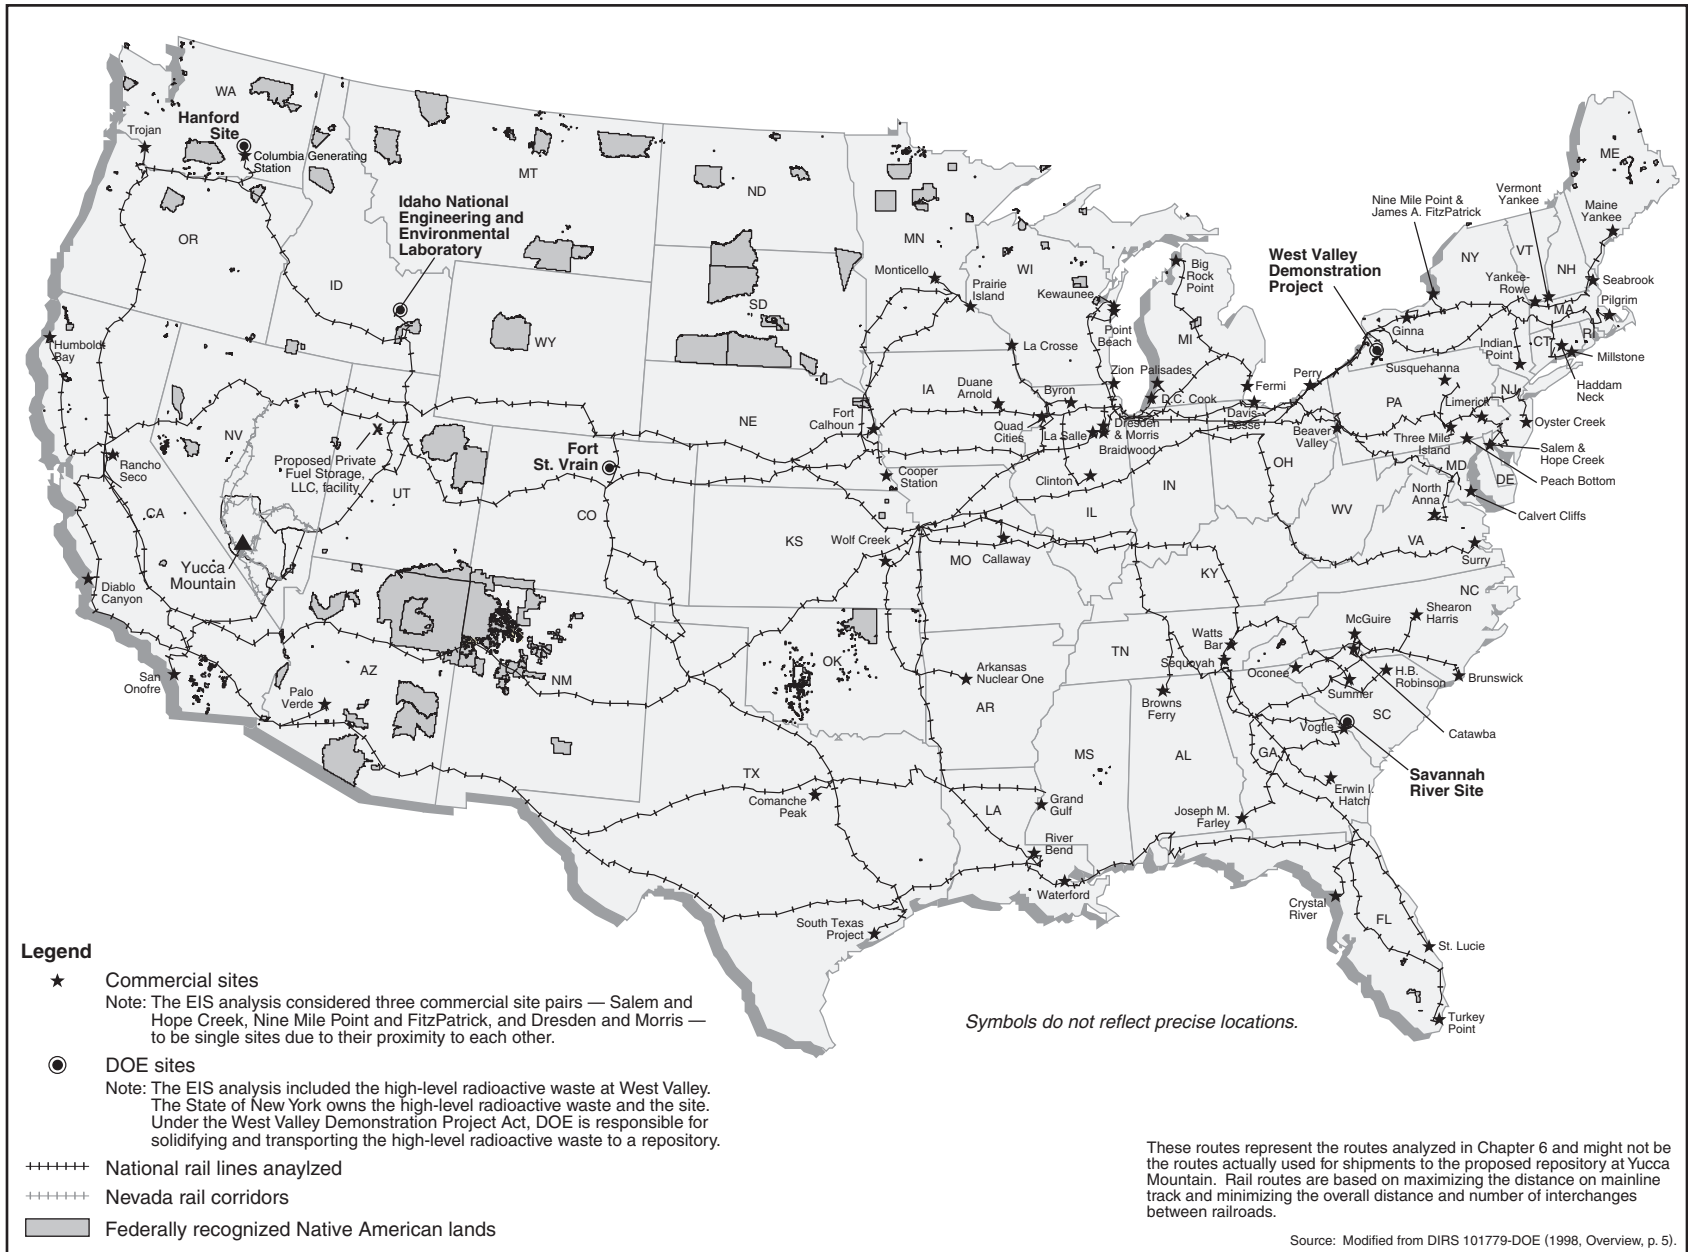 WA
Hanford
Site
Trojan
Columbia Generating
Station
MT
ND
Idaho National
Engineering and
Environmental
Laboratory
OR
ID
MN
WI
Monticello
Prairie
Island
Kewaunee
Point
Beach
Big
Rock
Point
MI
SD
WY
Humboldt
Bay
La Crosse
IA
Duane
Arnold
Byron
Zion
Palisades
D.C. Cook
Fermi
Davis-
Besse
Perry
NE
Fort
Calhoun
Quad
Cities
La Salle
Dresden
& Morris
Braidwood
Clinton
Cooper
Station
Fort
St. Vrain
NV
Proposed Private
Fuel Storage,
LLC, facility
UT
CO
Rancho
Seco
CA
Yucca
Mountain
Diablo
Canyon
San
Onofre
Palo
Verde
AZ
NM
KS
Wolf Creek
MO
Callaway
IL
IN
OH
KY
WV
VA
OK
Arkansas
Nuclear One
AR
TN
MS
AL
GA
TX
Comanche
Peak
LA
Grand
Gulf
River
Bend
Waterford
South Texas
Project
West Valley
Demonstration
Project
Nine Mile Point &
James A. FitzPatrick
Vermont
Yankee
ME
Maine
Yankee
NY
VT
NH
Yankee-
Rowe
Seabrook
Pilgrim
MA
RI
CT
Ginna
Indian
Point
Millstone
Haddam
Neck
Susquehanna
PA
NJ
Limerick
Oyster Creek
Beaver
Valley
Three Mile
Island
Salem &
Hope Creek
MD
DE
Peach Bottom
North
Anna
Calvert Cliffs
Surry
NC
Shearon
Harris
McGuire
Watts
Bar
Sequoyah
Oconee
H.B.
Robinson
Brunswick
Summer
SC
Browns
Ferry
Vogtle
Catawba
Savannah
River Site
Erwin I.
Hatch
Joseph M.
Farley
Crystal
River
FL
St. Lucie
Turkey
Point
Symbols do not reflect precise locations.
Legend
Commercial sites
Note: The EIS analysis considered three commercial site pairs — Salem and
Hope Creek, Nine Mile Point and FitzPatrick, and Dresden and Morris —
to be single sites due to their proximity to each other.
DOE sites
Note: The EIS analysis included the high-level radioactive waste at West Valley.
The State of New York owns the high-level radioactive waste and the site.
Under the West Valley Demonstration Project Act, DOE is responsible for
solidifying and transporting the high-level radioactive waste to a repository.
National rail lines anaylzed
Nevada rail corridors
Federally recognized Native American lands
These routes represent the routes analyzed in Chapter 6 and might not be
the routes actually used for shipments to the proposed repository at Yucca
Mountain. Rail routes are based on maximizing the distance on mainline
track and minimizing the overall distance and number of interchanges
between railroads.
Source: Modified from DIRS 101779-DOE (1998, Overview, p. 5).